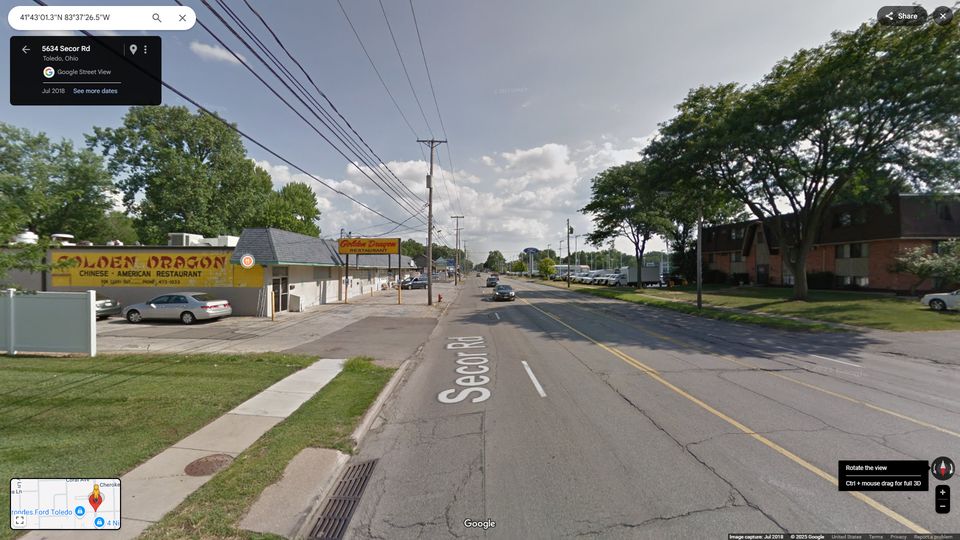 41°43'01.3"N 83°37'26.5"W
Share
5634 Secor Rd
Toledo, Ohio
Google Street View
Jul 2018 See more dates
GOLDEN DRAGON
CHINESE - AMERICAN RESTAURANT
Golden Dragon
RESTAURANT
Secor Rd
Rotate the view
Ctrl + mouse drag for full 3D
Coral Ave
Cheroke
rondes Ford Toledo
4 Ni
Google
Image capture: Jul 2018 © 2025 Google United States Terms Privacy Report a problem